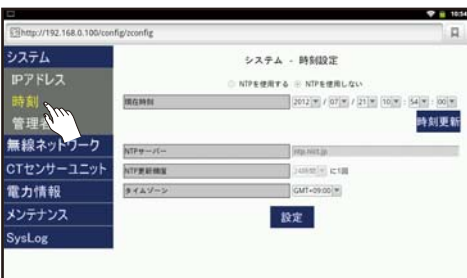 10:54
http://192.168.0.100/config/zconfig
システム
IPアドレス
時刻
管理
無線ネットワーク
CTセンサーユニット
電力情報
メンテナンス
SysLog
システム - 時刻設定
NTPを使用する NTPを使用しない
現在時刻 2012 / 07 / 21 10 : 54 : 00
時刻更新
NTPサーバー ntp.nict.jp
NTP更新頻度 24時間 に1回
タイムゾーン GMT+09:00
設定